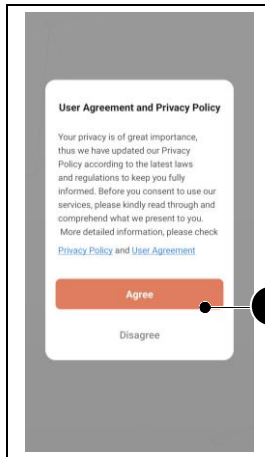 User Agreement and Privacy Policy
Your privacy is of great importance,
thus we have updated our Privacy
Policy according to the latest laws
and regulations to keep you fully
informed. Before you consent to use our
services, please kindly read through and
comprehend what we present to you.
More detailed information, please check
Privacy Policy and User Agreement
Agree
Disagree